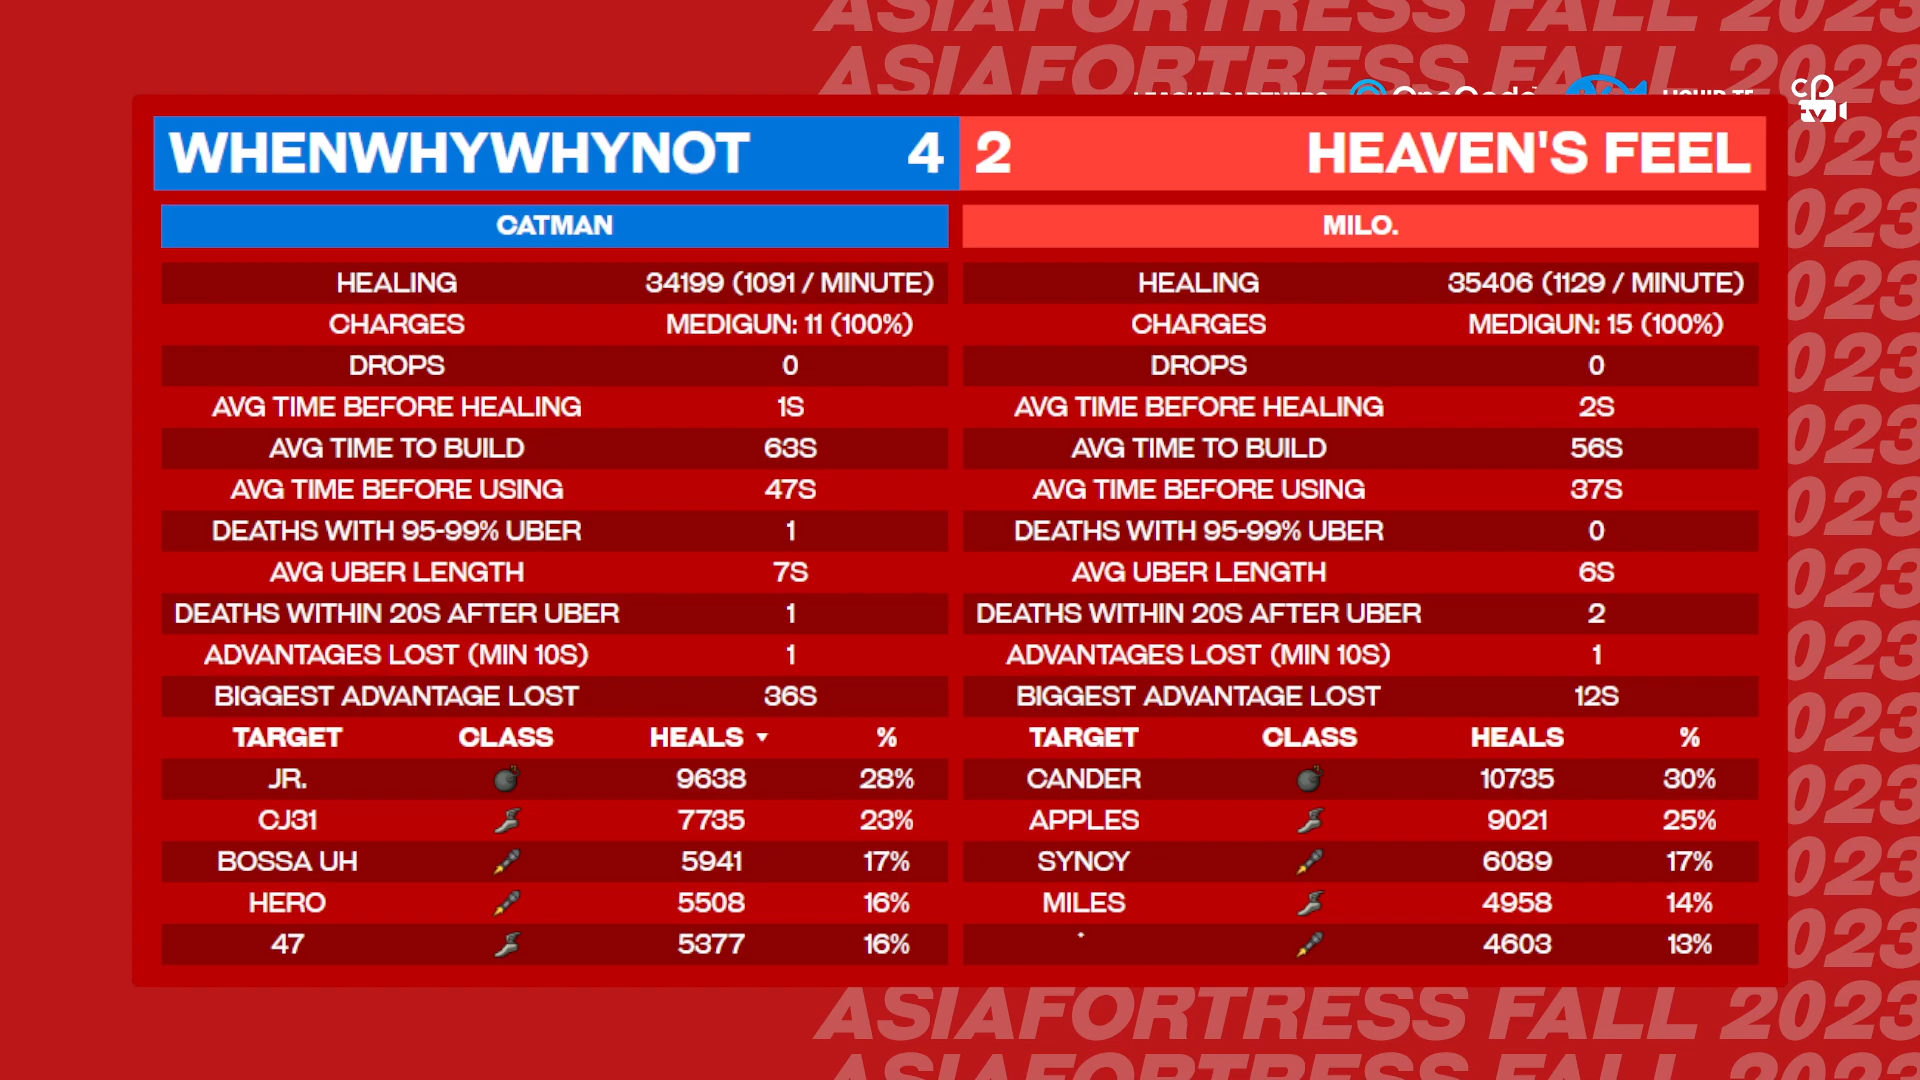 ASIAFORTRESS FALL 2023
ASIAFORTRESS FALL 2023
WHENWHYWHYNOT 4 2 HEAVEN'S FEEL
CATMAN MILO.
HEALING 34199 (1091 / MINUTE) HEALING 35406 (1129 / MINUTE)
CHARGES MEDIGUN: 11 (100%) CHARGES MEDIGUN: 15 (100%)
DROPS 0 DROPS 0
AVG TIME BEFORE HEALING 1S AVG TIME BEFORE HEALING 2S
AVG TIME TO BUILD 63S AVG TIME TO BUILD 56S
AVG TIME BEFORE USING 47S AVG TIME BEFORE USING 37S
DEATHS WITH 95-99% UBER 1 DEATHS WITH 95-99% UBER 0
AVG UBER LENGTH 7S AVG UBER LENGTH 6S
DEATHS WITHIN 20S AFTER UBER 1 DEATHS WITHIN 20S AFTER UBER 2
ADVANTAGES LOST (MIN 10S) 1 ADVANTAGES LOST (MIN 10S) 1
BIGGEST ADVANTAGE LOST 36S BIGGEST ADVANTAGE LOST 12S
TARGET CLASS HEALS % TARGET CLASS HEALS %
JR. 9638 28% CANDER 10735 30%
CJ31 7735 23% APPLES 9021 25%
BOSSA UH 5941 17% SYNCY 6089 17%
HERO 5508 16% MILES 4958 14%
47 5377 16% 4603 13%
ASIAFORTRESS FALL 2023
ASIAFORTRESS FALL 2023